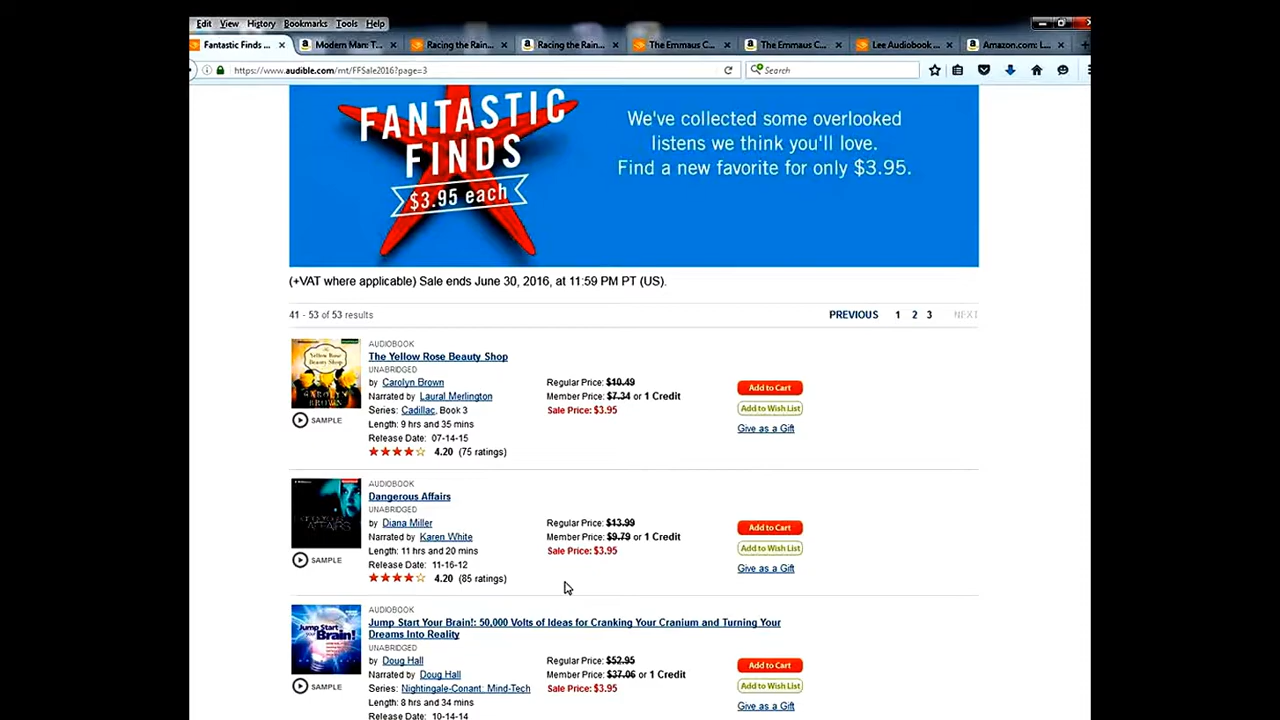 Edit View History Bookmarks Tools Help
Fantastic Finds ... × Modern Man: T... × Racing the Rain... × Racing the Rain... × The Emmaus C... × The Emmaus C... × Lee Audiobook ... × Amazon.com: L... ×
https://www.audible.com/mt/FFSale2016?page=3
Search
FANTASTIC
FINDS
$3.95 each
We've collected some overlooked
listens we think you'll love.
Find a new favorite for only $3.95.
(+VAT where applicable) Sale ends June 30, 2016, at 11:59 PM PT (US).
41 - 53 of 53 results
PREVIOUS 1 2 3 NEXT
AUDIOBOOK
The Yellow Rose Beauty Shop
UNABRIDGED
by Carolyn Brown
Narrated by Laural Merlington
Series: Cadillac, Book 3
Length: 9 hrs and 35 mins
Release Date: 07-14-15
4.20 (75 ratings)
SAMPLE
Regular Price: $10.49
Member Price: $7.34 or 1 Credit
Sale Price: $3.95
Add to Cart
Add to Wish List
Give as a Gift
AUDIOBOOK
Dangerous Affairs
UNABRIDGED
by Diana Miller
Narrated by Karen White
Length: 11 hrs and 20 mins
Release Date: 11-16-12
4.20 (85 ratings)
SAMPLE
Regular Price: $13.99
Member Price: $9.79 or 1 Credit
Sale Price: $3.95
Add to Cart
Add to Wish List
Give as a Gift
AUDIOBOOK
Jump Start Your Brain!: 50,000 Volts of Ideas for Cranking Your Cranium and Turning Your
Dreams Into Reality
UNABRIDGED
by Doug Hall
Narrated by Doug Hall
Series: Nightingale-Conant: Mind-Tech
Length: 8 hrs and 34 mins
Release Date: 10-14-14
SAMPLE
Regular Price: $52.95
Member Price: $37.06 or 1 Credit
Sale Price: $3.95
Add to Cart
Add to Wish List
Give as a Gift
Yellow Rose
Beauty Shop
CAROLYN
BROWN
Jump Start
Your
Brain!